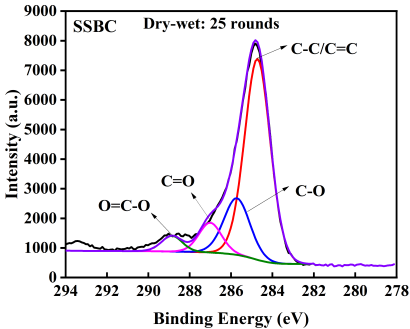 SSBC
Dry-wet: 25 rounds
9000
8000
7000
6000
5000
4000
3000
2000
1000
0
Intensity (a.u.)
C-C/C=C
C=O
O=C-O
C-O
294 292 290 288 286 284 282 280 278
Binding Energy (eV)